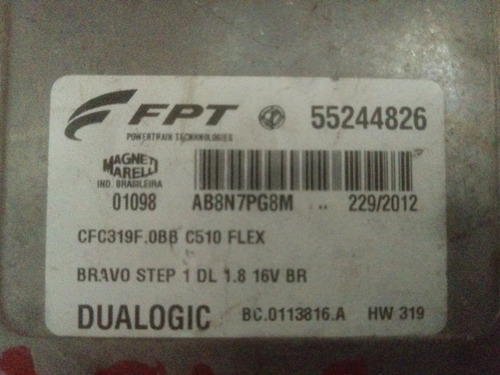 FPT 55244826
POWERTRAIN TECHNOLOGIES
MAGNETI
MARELLI
IND. BRASILEIRA
01098 AB8N7PG8M .. 229/2012
CFC319F.0BB C510 FLEX
BRAVO STEP 1 DL 1.8 16V BR
DUALOGIC BC.0113816.A HW 319